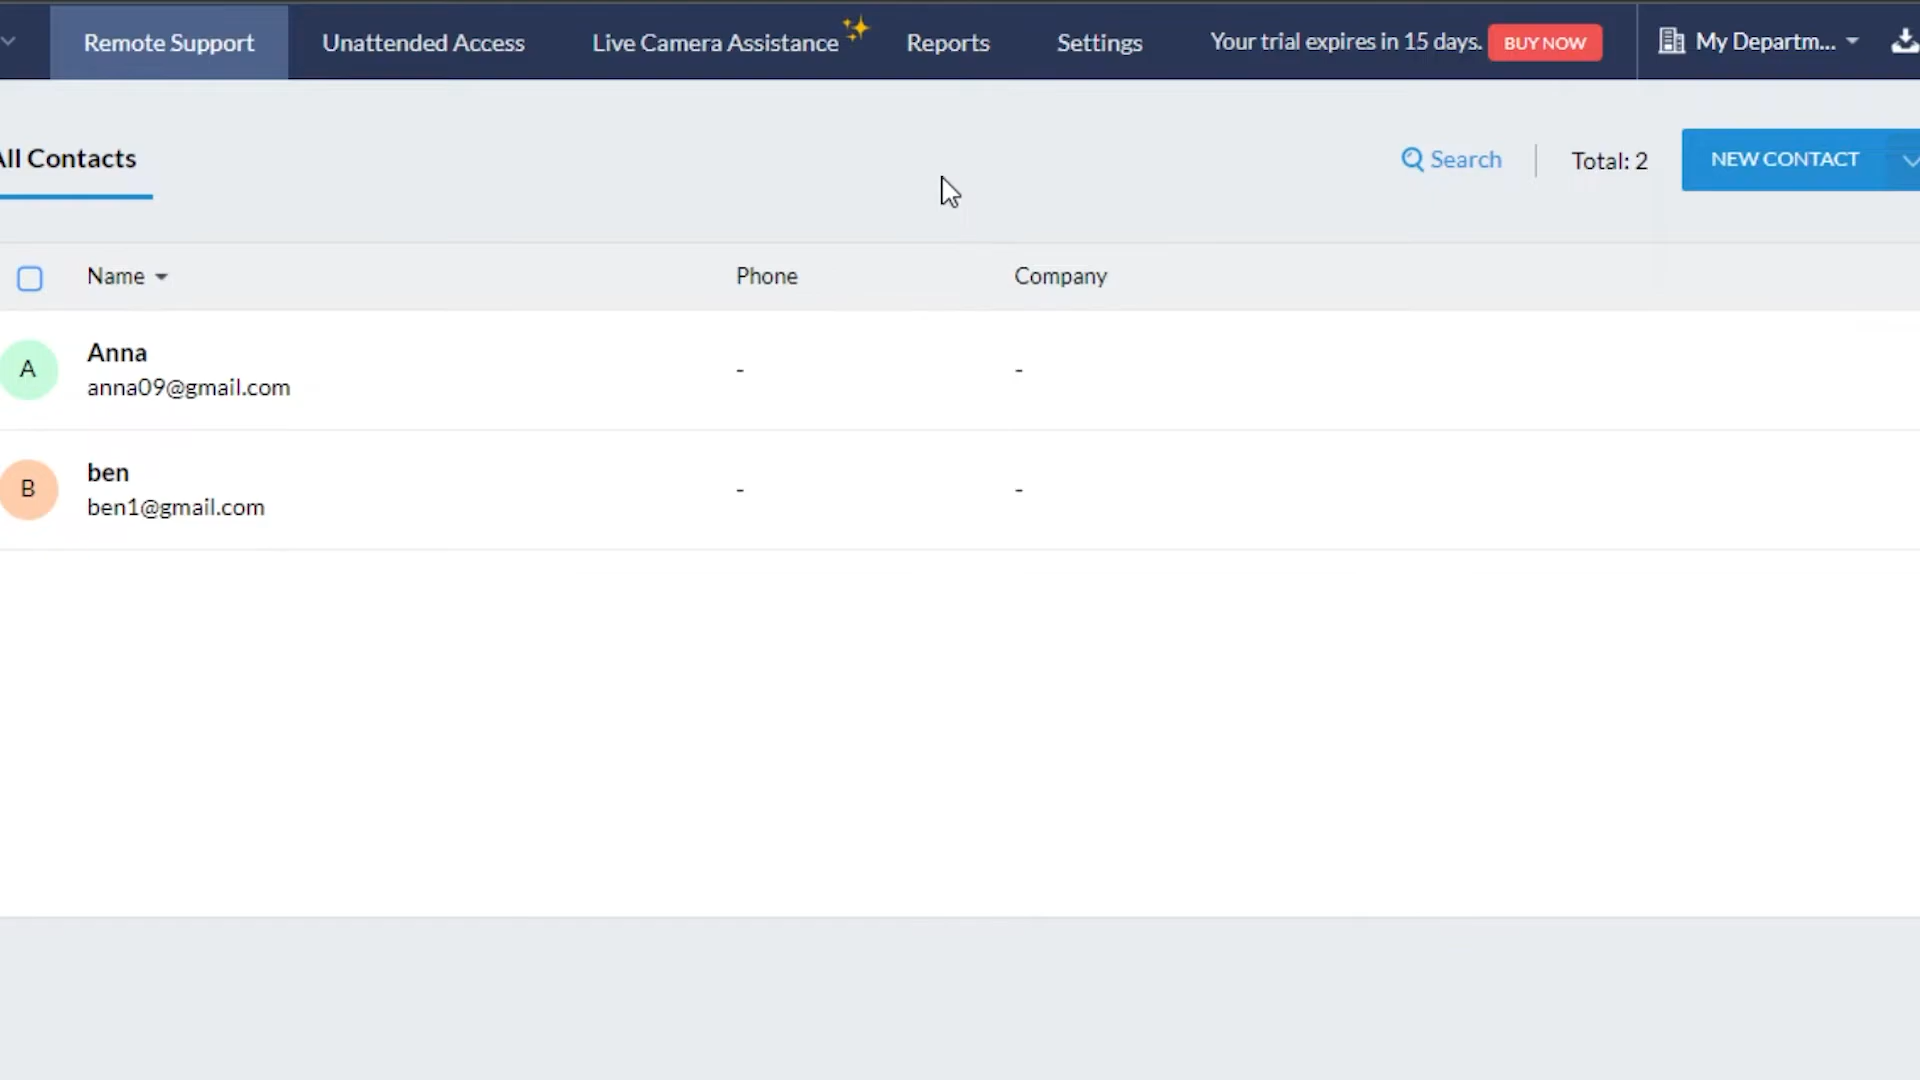 Remote Support Unattended Access Live Camera Assistance Reports Settings Your trial expires in 15 days. BUY NOW My Departm...
All Contacts Search Total: 2 NEW CONTACT
Name Phone Company
A Anna - -
anna09@gmail.com
B ben - -
ben1@gmail.com